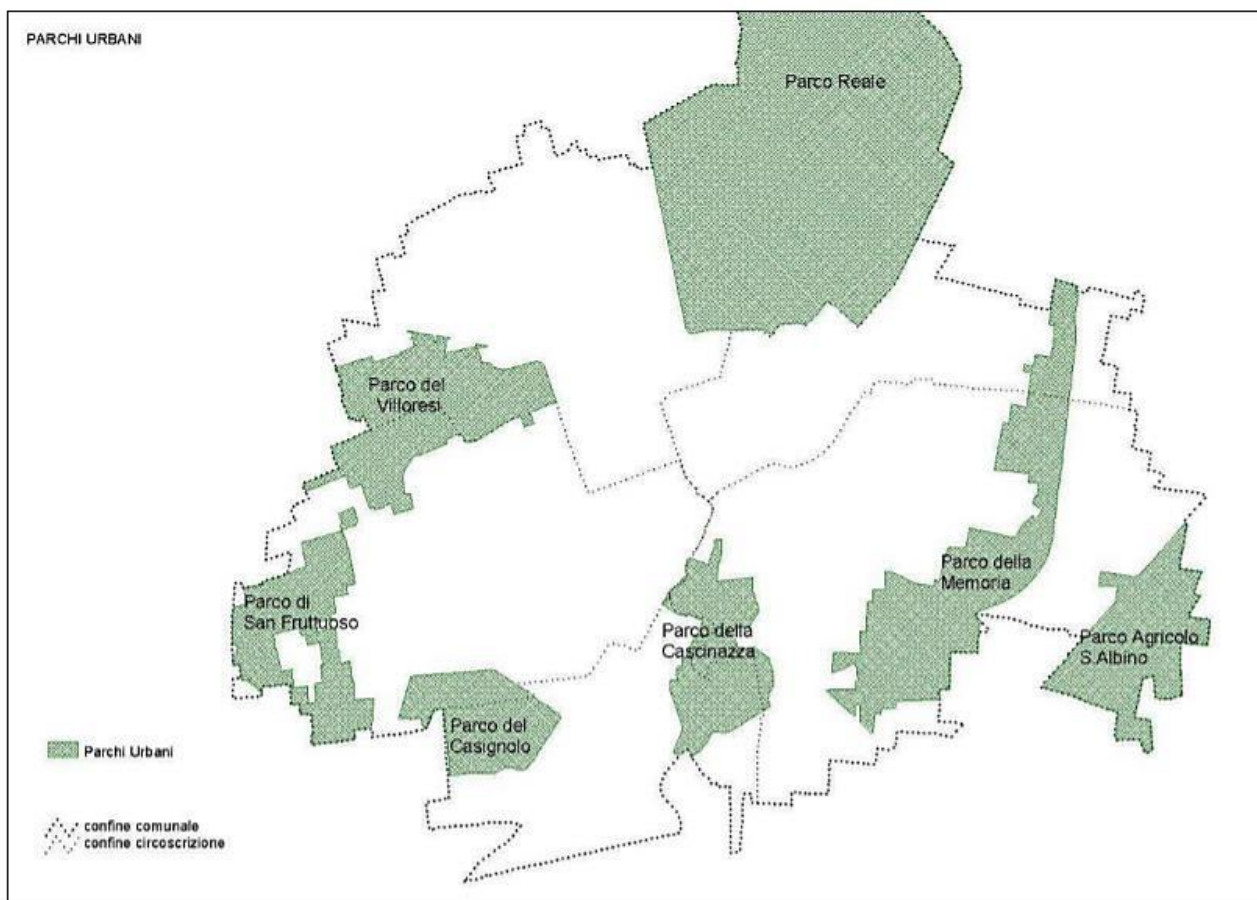 PARCHI URBANI
Parco Reale
Parco del
Villoresi
Parco di
San Fruttuoso
Parco della
Memoria
Parco della
Cascinazza
Parco Agricolo
S.Albino
Parco del
Casignolo
Parchi Urbani
confine comunale
confine circoscrizione